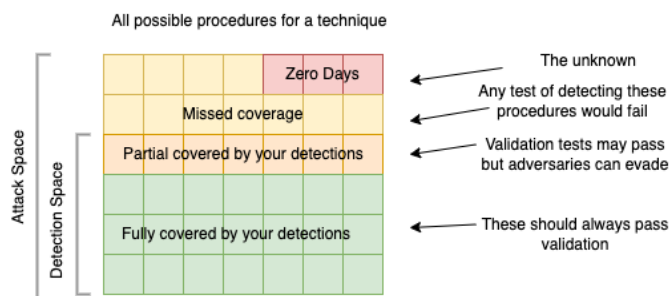 All possible procedures for a technique
Zero Days
The unknown
Missed coverage
Any test of detecting these
procedures would fail
Partial covered by your detections
Validation tests may pass
but adversaries can evade
Fully covered by your detections
These should always pass
validation
Attack Space
Detection Space